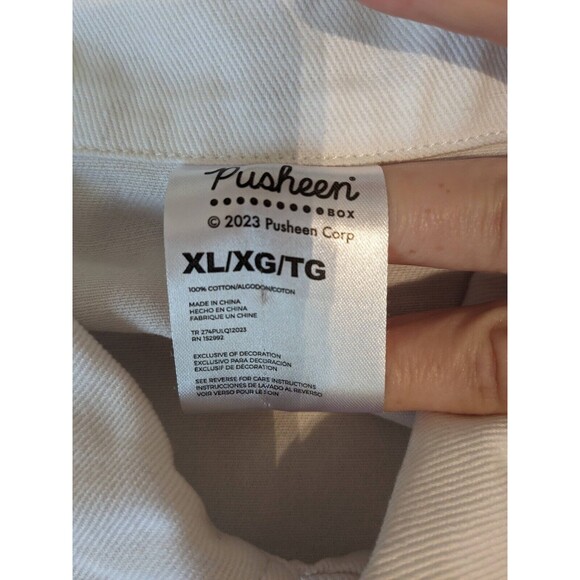 Pusheen
BOX
© 2023 Pusheen Corp
XL/XG/TG
100% COTTON/ALGODON/COTON
MADE IN CHINA
HECHO EN CHINA
FABRIQUE UN CHINE
TR 274PULQ12023
RN 152992
EXCLUSIVE OF DECORATION
EXCLUSIVO PARA DECORACIÓN
EXCLUSIF DE DÉCORATION
SEE REVERSE FOR CARE INSTRUCTIONS
INSTRUCCIONES DE LAVADO AL REVERSO
VOIR VERSO POUR LE SOIN